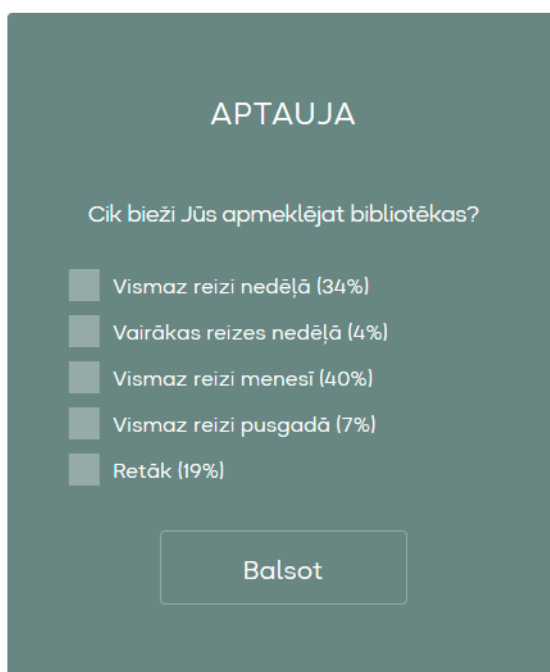 APTAUJA
Cik bieži Jūs apmeklējat bibliotēkas?
Vismaz reizi nedēļā (34%)
Vairākas reizes nedēļā (4%)
Vismaz reizi menesī (40%)
Vismaz reizi pusgadā (7%)
Retāk (19%)
Balsot